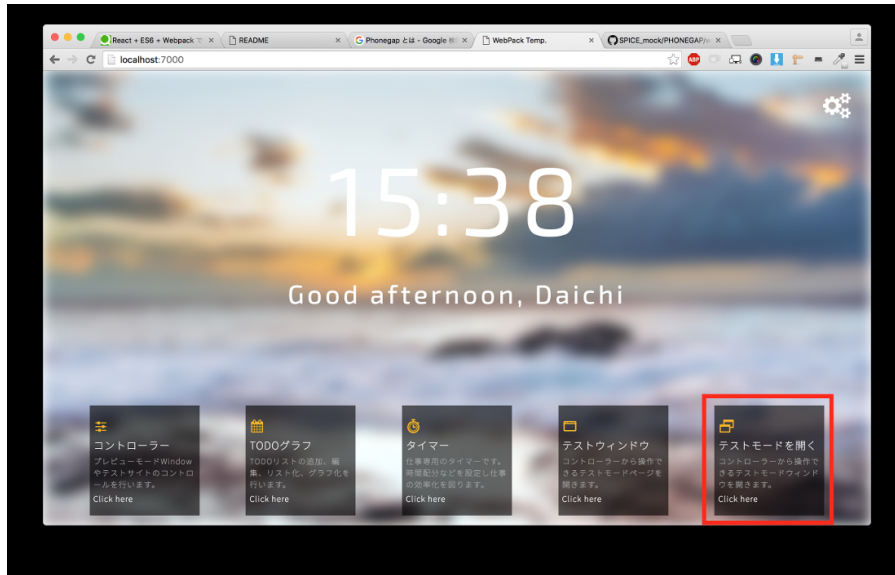 React + ES6 + Webpack で
README
Phonegap とは - Google 検
WebPack Temp.
SPICE_mock/PHONEGAP/w
localhost:7000
ABP
15:38
Good afternoon, Daichi
コントローラー
プレビューモードWindow
やテストサイトのコントロ
ールを行います。
Click here
TODOグラフ
TODOリストの追加、編
集、リスト化、グラフ化を
行います。
Click here
タイマー
仕事専用のタイマーです。
時間配分などを設定し仕事
の効率化を図ります。
Click here
テストウィンドウ
コントローラーから操作で
きるテストモードページを
開きます。
Click here
テストモードを開く
コントローラーから操作で
きるテストモードウィンド
ウを開きます。
Click here